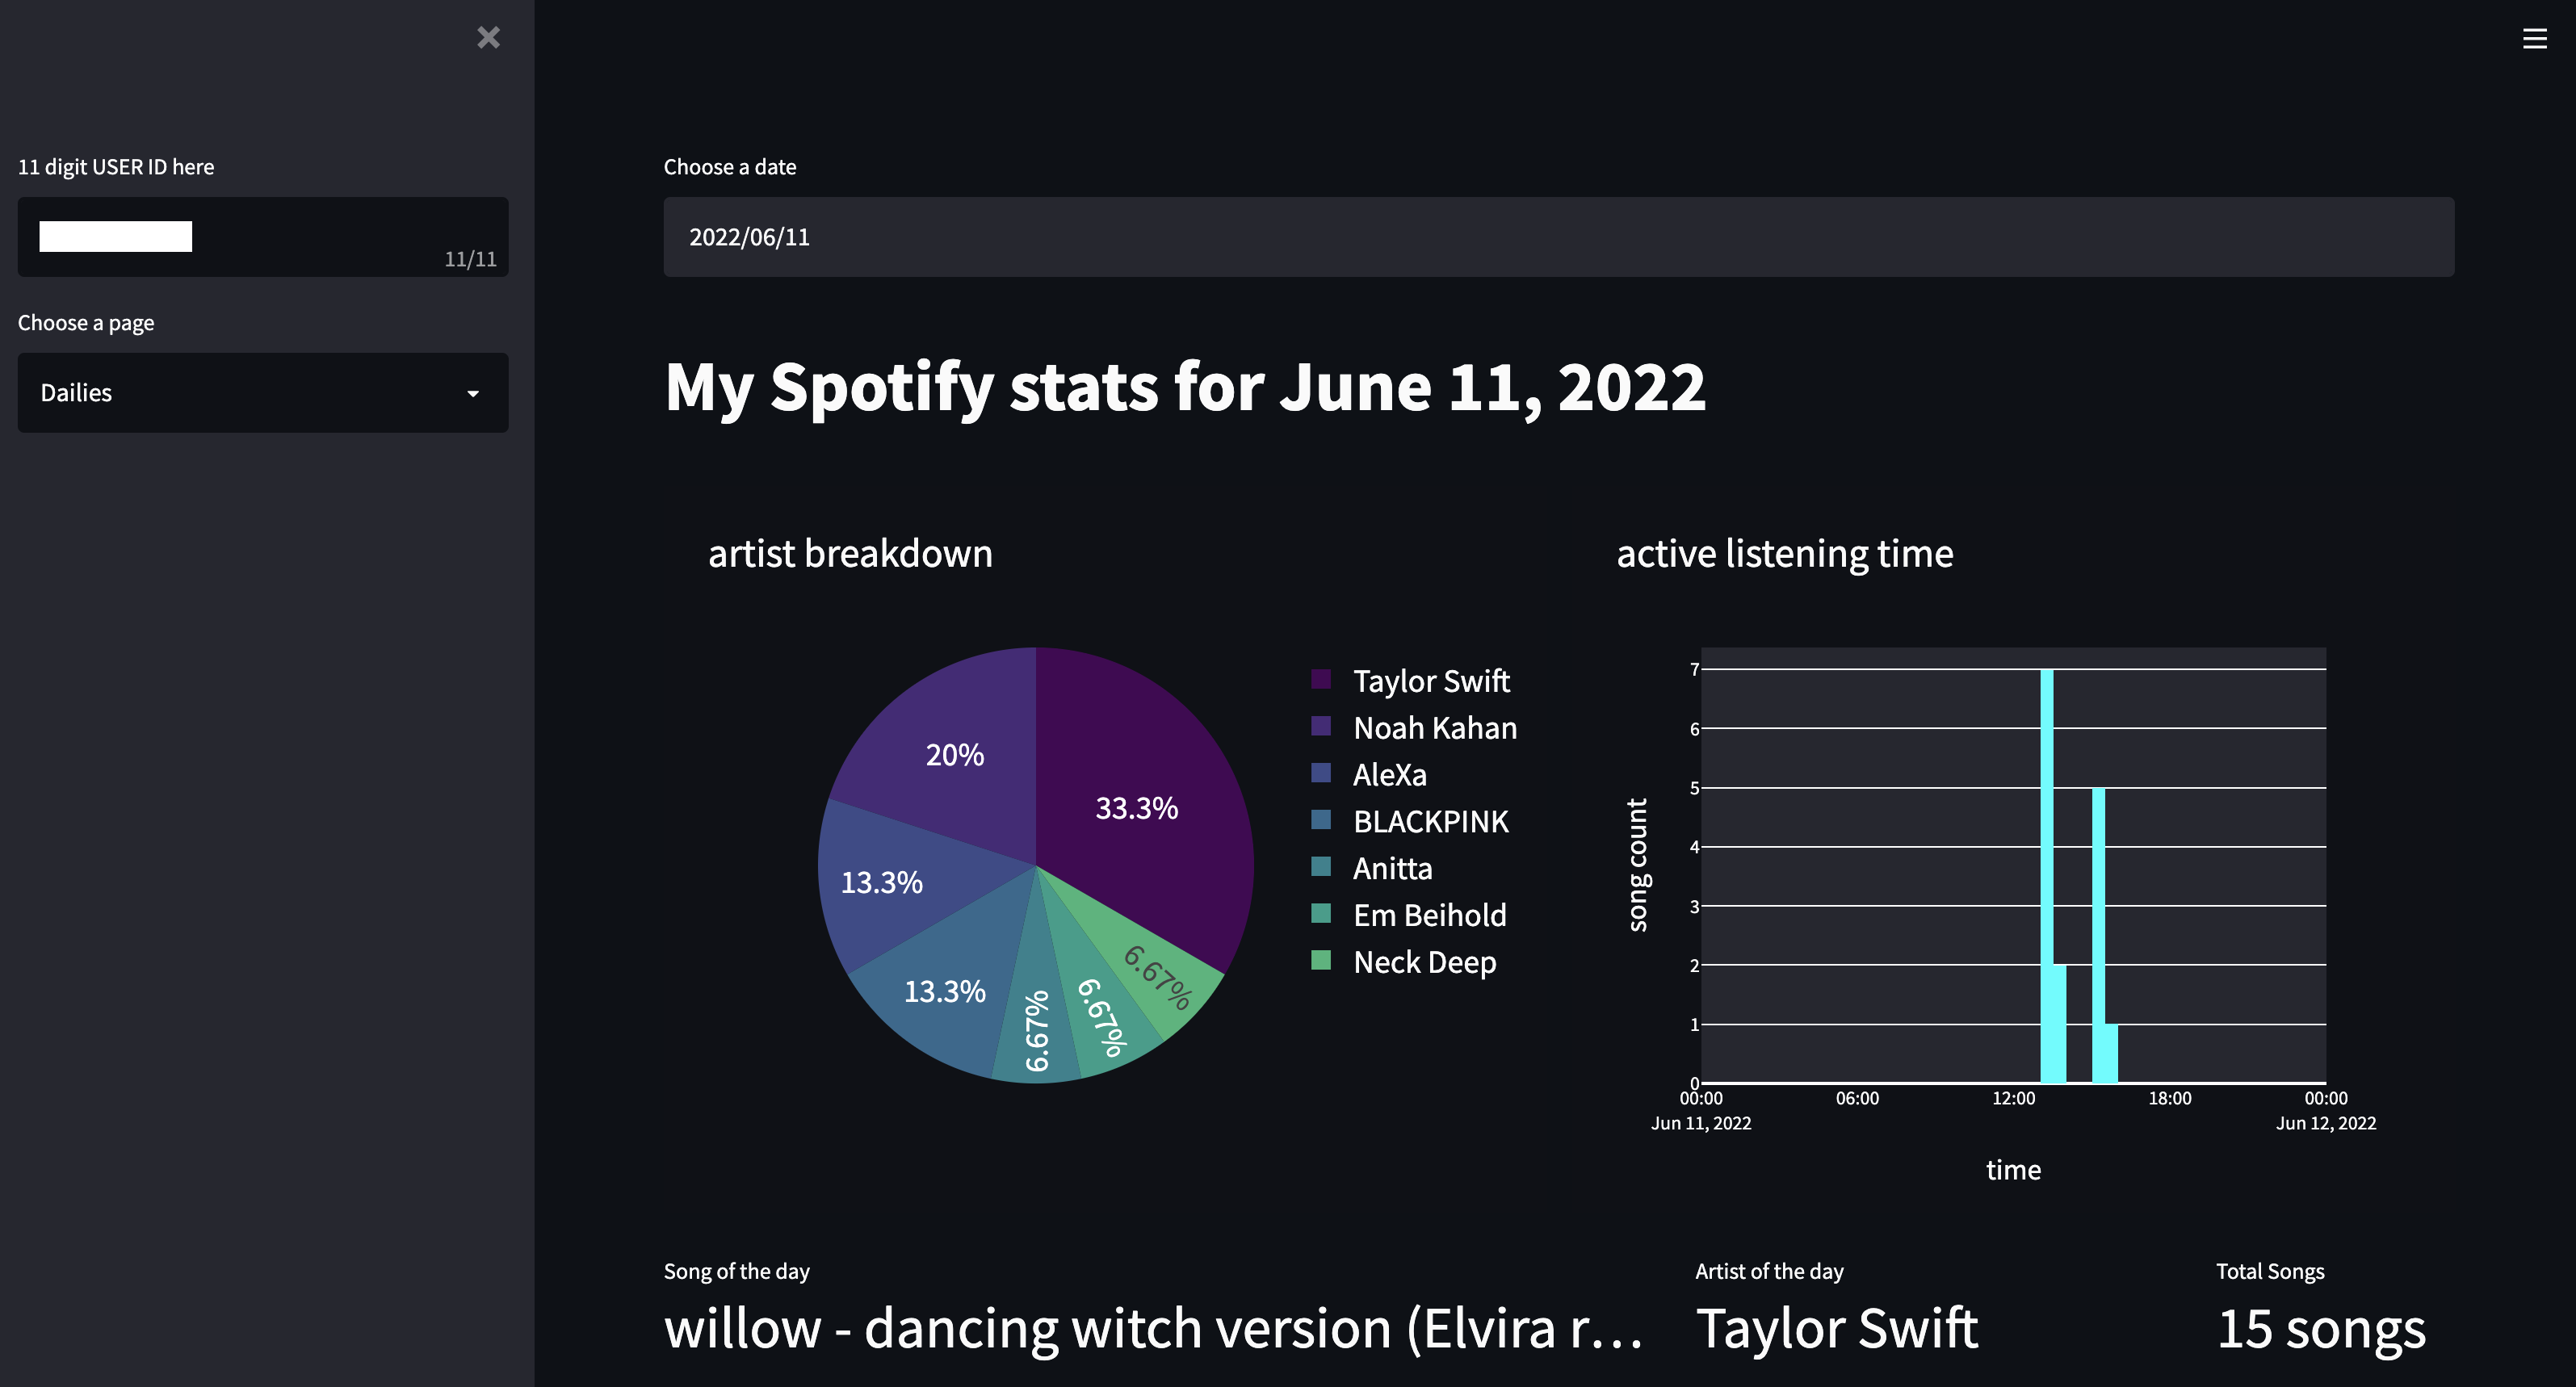 11 digit USER ID here
11/11
Choose a page
Dailies
Choose a date
2022/06/11
My Spotify stats for June 11, 2022
artist breakdown
33.3%
20%
13.3%
13.3%
6.67%
6.67%
6.67%
Taylor Swift
Noah Kahan
AleXa
BLACKPINK
Anitta
Em Beihold
Neck Deep
active listening time
song count
7
6
5
4
3
2
1
0
00:00 06:00 12:00 18:00 00:00
Jun 11, 2022 Jun 12, 2022
time
Song of the day
willow - dancing witch version (Elvira r…
Artist of the day
Taylor Swift
Total Songs
15 songs